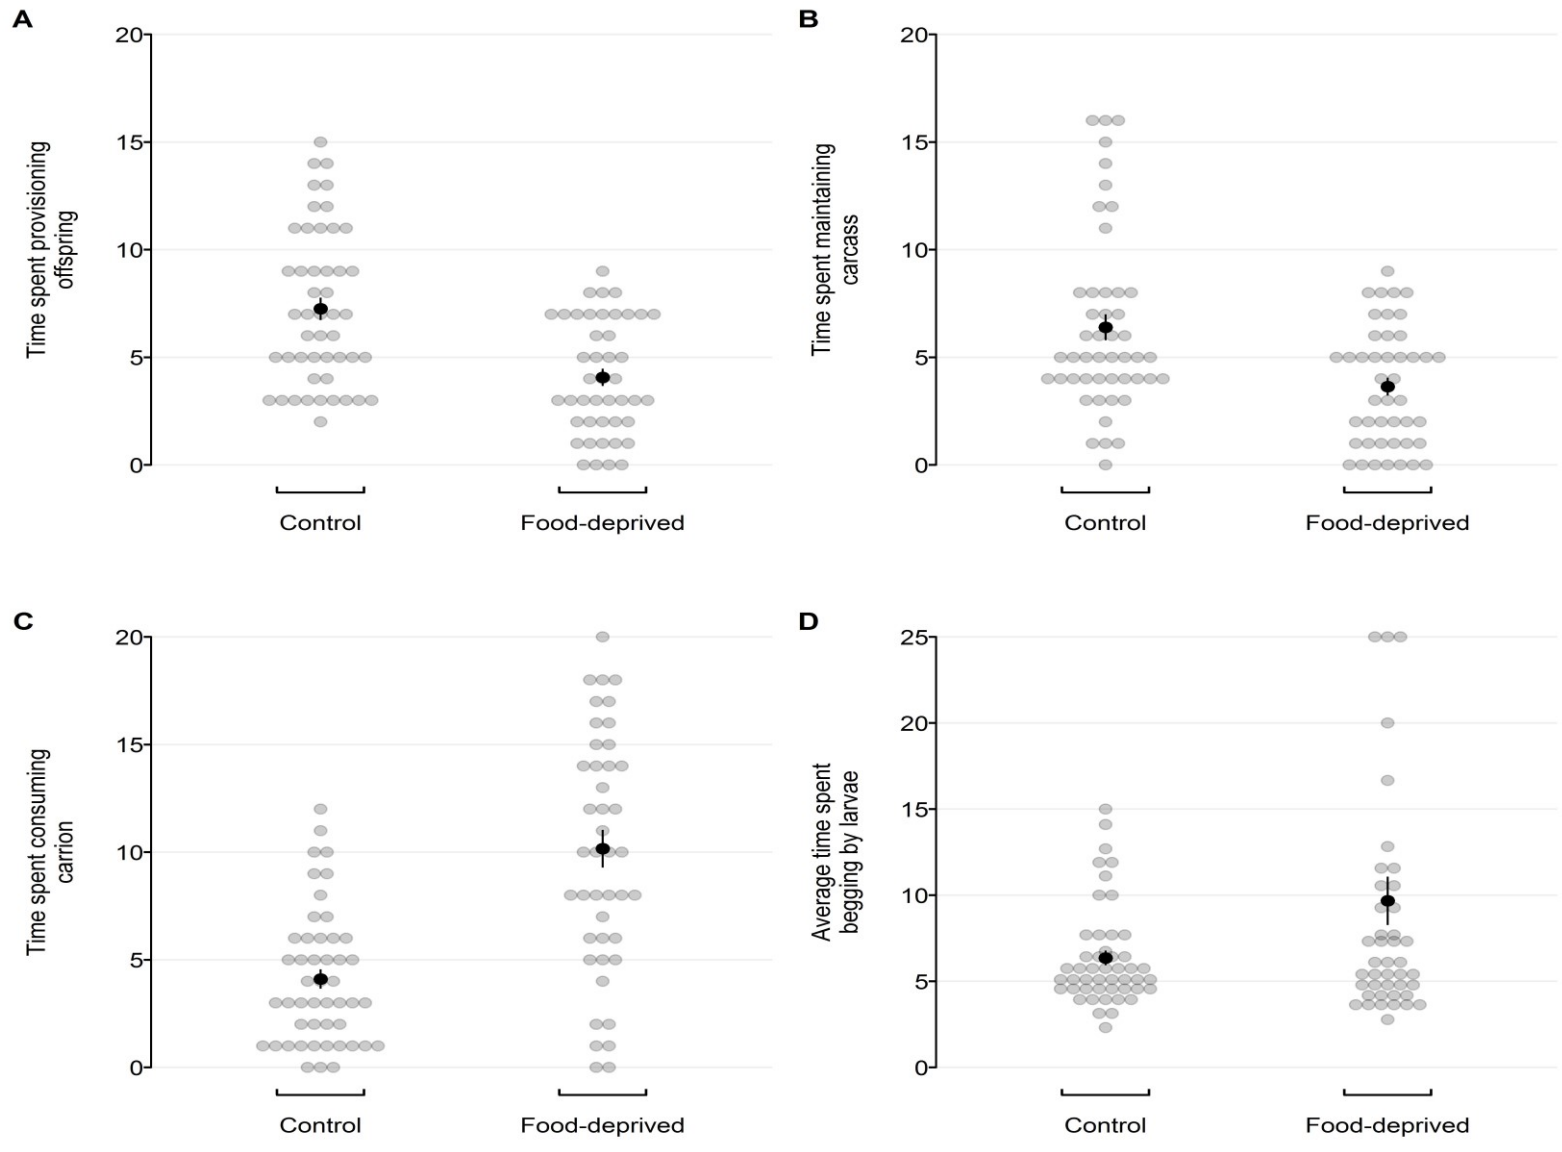 A
20
15
10
5
0
Time spent provisioning
offspring
Control
Food-deprived
B
20
15
10
5
0
Time spent maintaining
carcass
Control
Food-deprived
C
20
15
10
5
0
Time spent consuming
carrion
Control
Food-deprived
D
25
20
15
10
5
0
Average time spent
begging by larvae
Control
Food-deprived